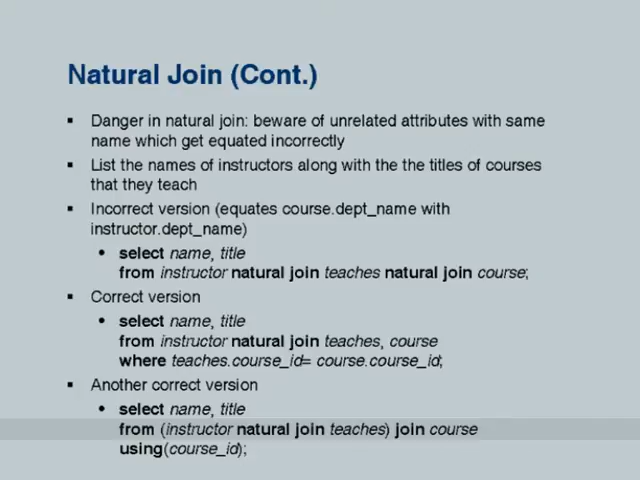 Natural Join (Cont.)
▪ Danger in natural join: beware of unrelated attributes with same
name which get equated incorrectly
▪ List the names of instructors along with the the titles of courses
that they teach
▪ Incorrect version (equates course.dept_name with
instructor.dept_name)
• select name, title
from instructor natural join teaches natural join course;
▪ Correct version
• select name, title
from instructor natural join teaches, course
where teaches.course_id= course.course_id;
▪ Another correct version
• select name, title
from (instructor natural join teaches) join course
using(course_id);